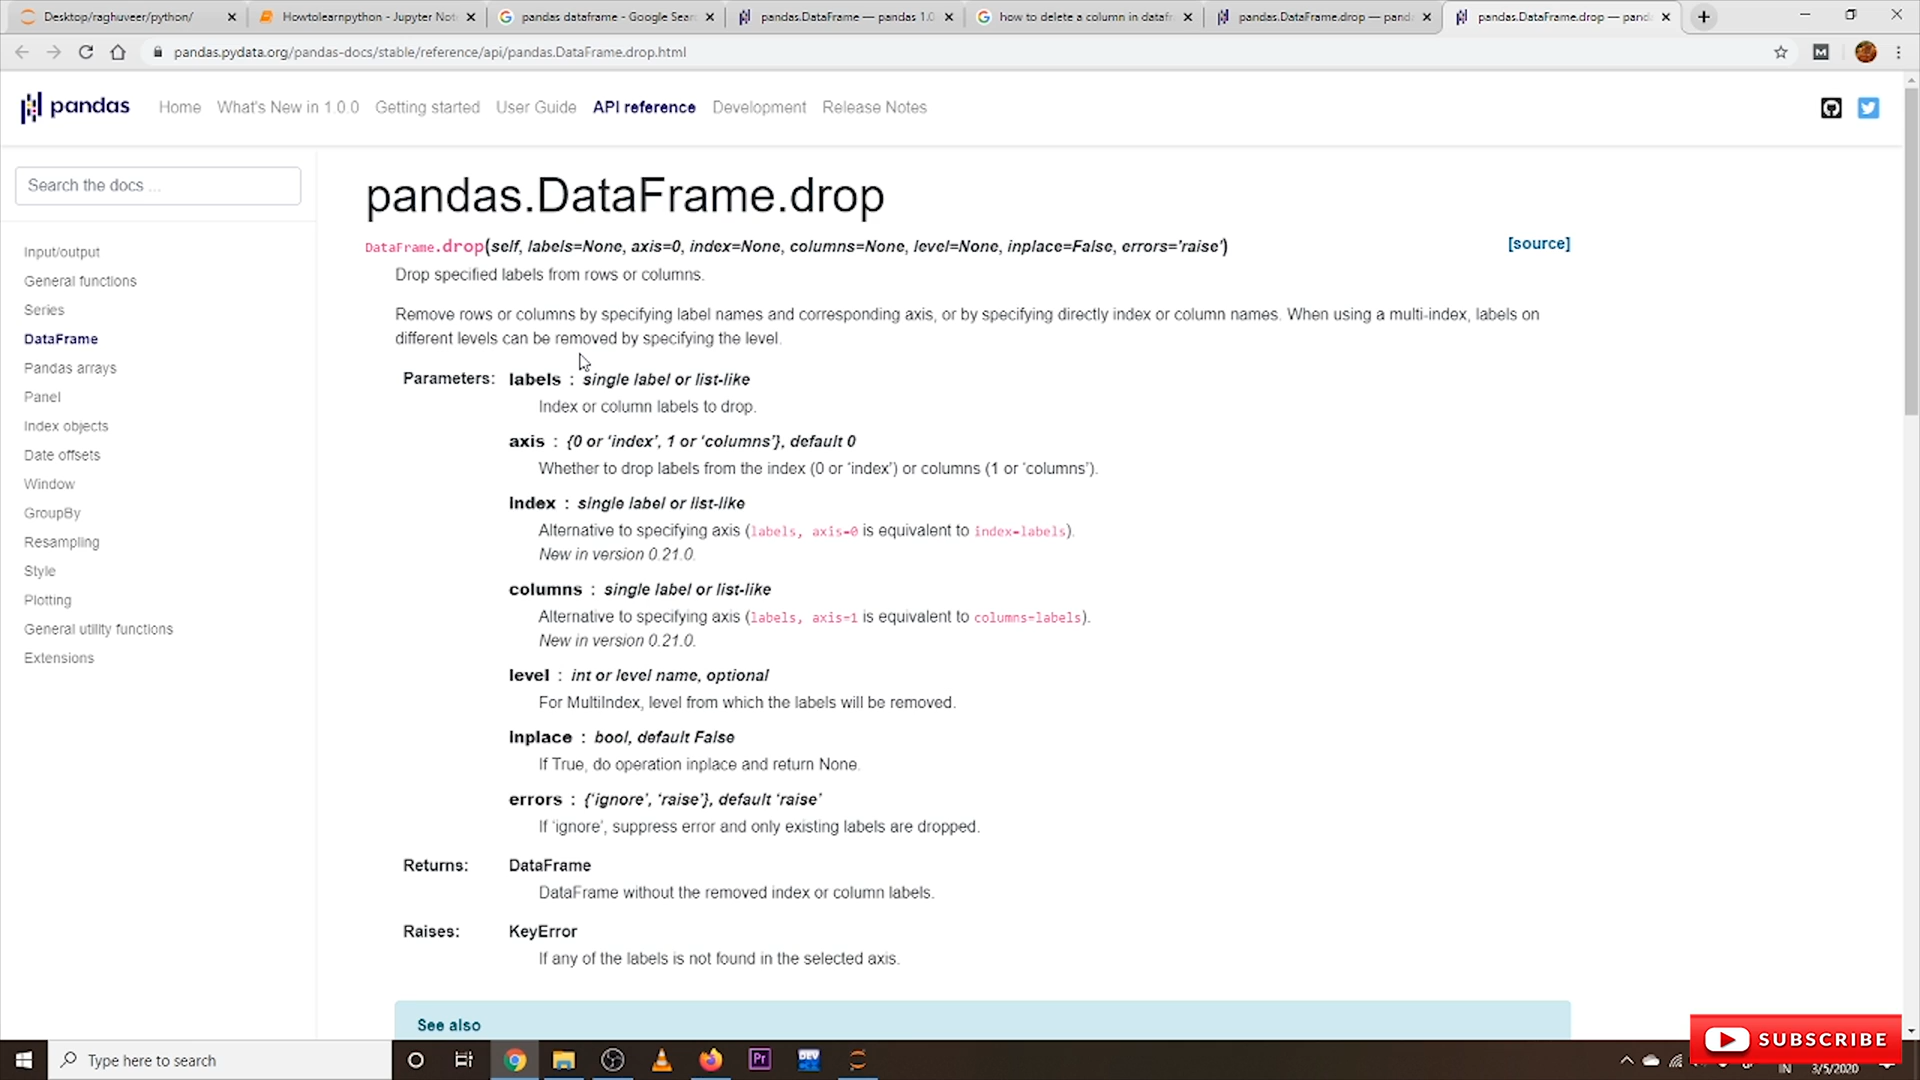 Desktop/raghuveer/python/
Howtolearnpython - Jupyter Not
pandas dataframe - Google Sear
pandas.DataFrame — pandas 1.0
how to delete a column in dataf
pandas.DataFrame.drop — pand
pandas.DataFrame.drop — pand
pandas.pydata.org/pandas-docs/stable/reference/api/pandas.DataFrame.drop.html
M
pandas
Home
What's New in 1.0.0
Getting started
User Guide
API reference
Development
Release Notes
Search the docs ...
Input/output
General functions
Series
DataFrame
Pandas arrays
Panel
Index objects
Date offsets
Window
GroupBy
Resampling
Style
Plotting
General utility functions
Extensions
pandas.DataFrame.drop
DataFrame.drop(self, labels=None, axis=0, index=None, columns=None, level=None, inplace=False, errors='raise')
[source]
Drop specified labels from rows or columns.
Remove rows or columns by specifying label names and corresponding axis, or by specifying directly index or column names. When using a multi-index, labels on
different levels can be removed by specifying the level.
Parameters:
labels : single label or list-like
Index or column labels to drop.
axis : {0 or ‘index’, 1 or ‘columns’}, default 0
Whether to drop labels from the index (0 or ‘index’) or columns (1 or ‘columns’).
index : single label or list-like
Alternative to specifying axis (labels, axis=0 is equivalent to index=labels).
New in version 0.21.0.
columns : single label or list-like
Alternative to specifying axis (labels, axis=1 is equivalent to columns=labels).
New in version 0.21.0.
level : int or level name, optional
For MultiIndex, level from which the labels will be removed.
inplace : bool, default False
If True, do operation inplace and return None.
errors : {‘ignore’, ‘raise’}, default ‘raise’
If ‘ignore’, suppress error and only existing labels are dropped.
Returns:
DataFrame
DataFrame without the removed index or column labels.
Raises:
KeyError
If any of the labels is not found in the selected axis.
See also
SUBSCRIBE
Type here to search
Pr
DEV
IN
3/5/2020